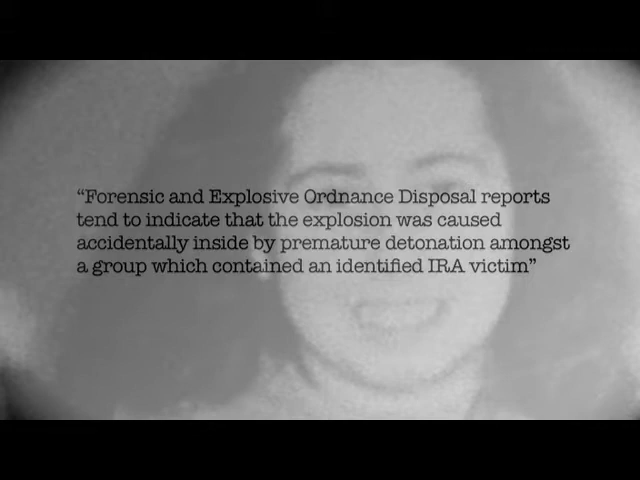 “Forensic and Explosive Ordnance Disposal reports
tend to indicate that the explosion was caused
accidentally inside by premature detonation amongst
a group which contained an identified IRA victim”